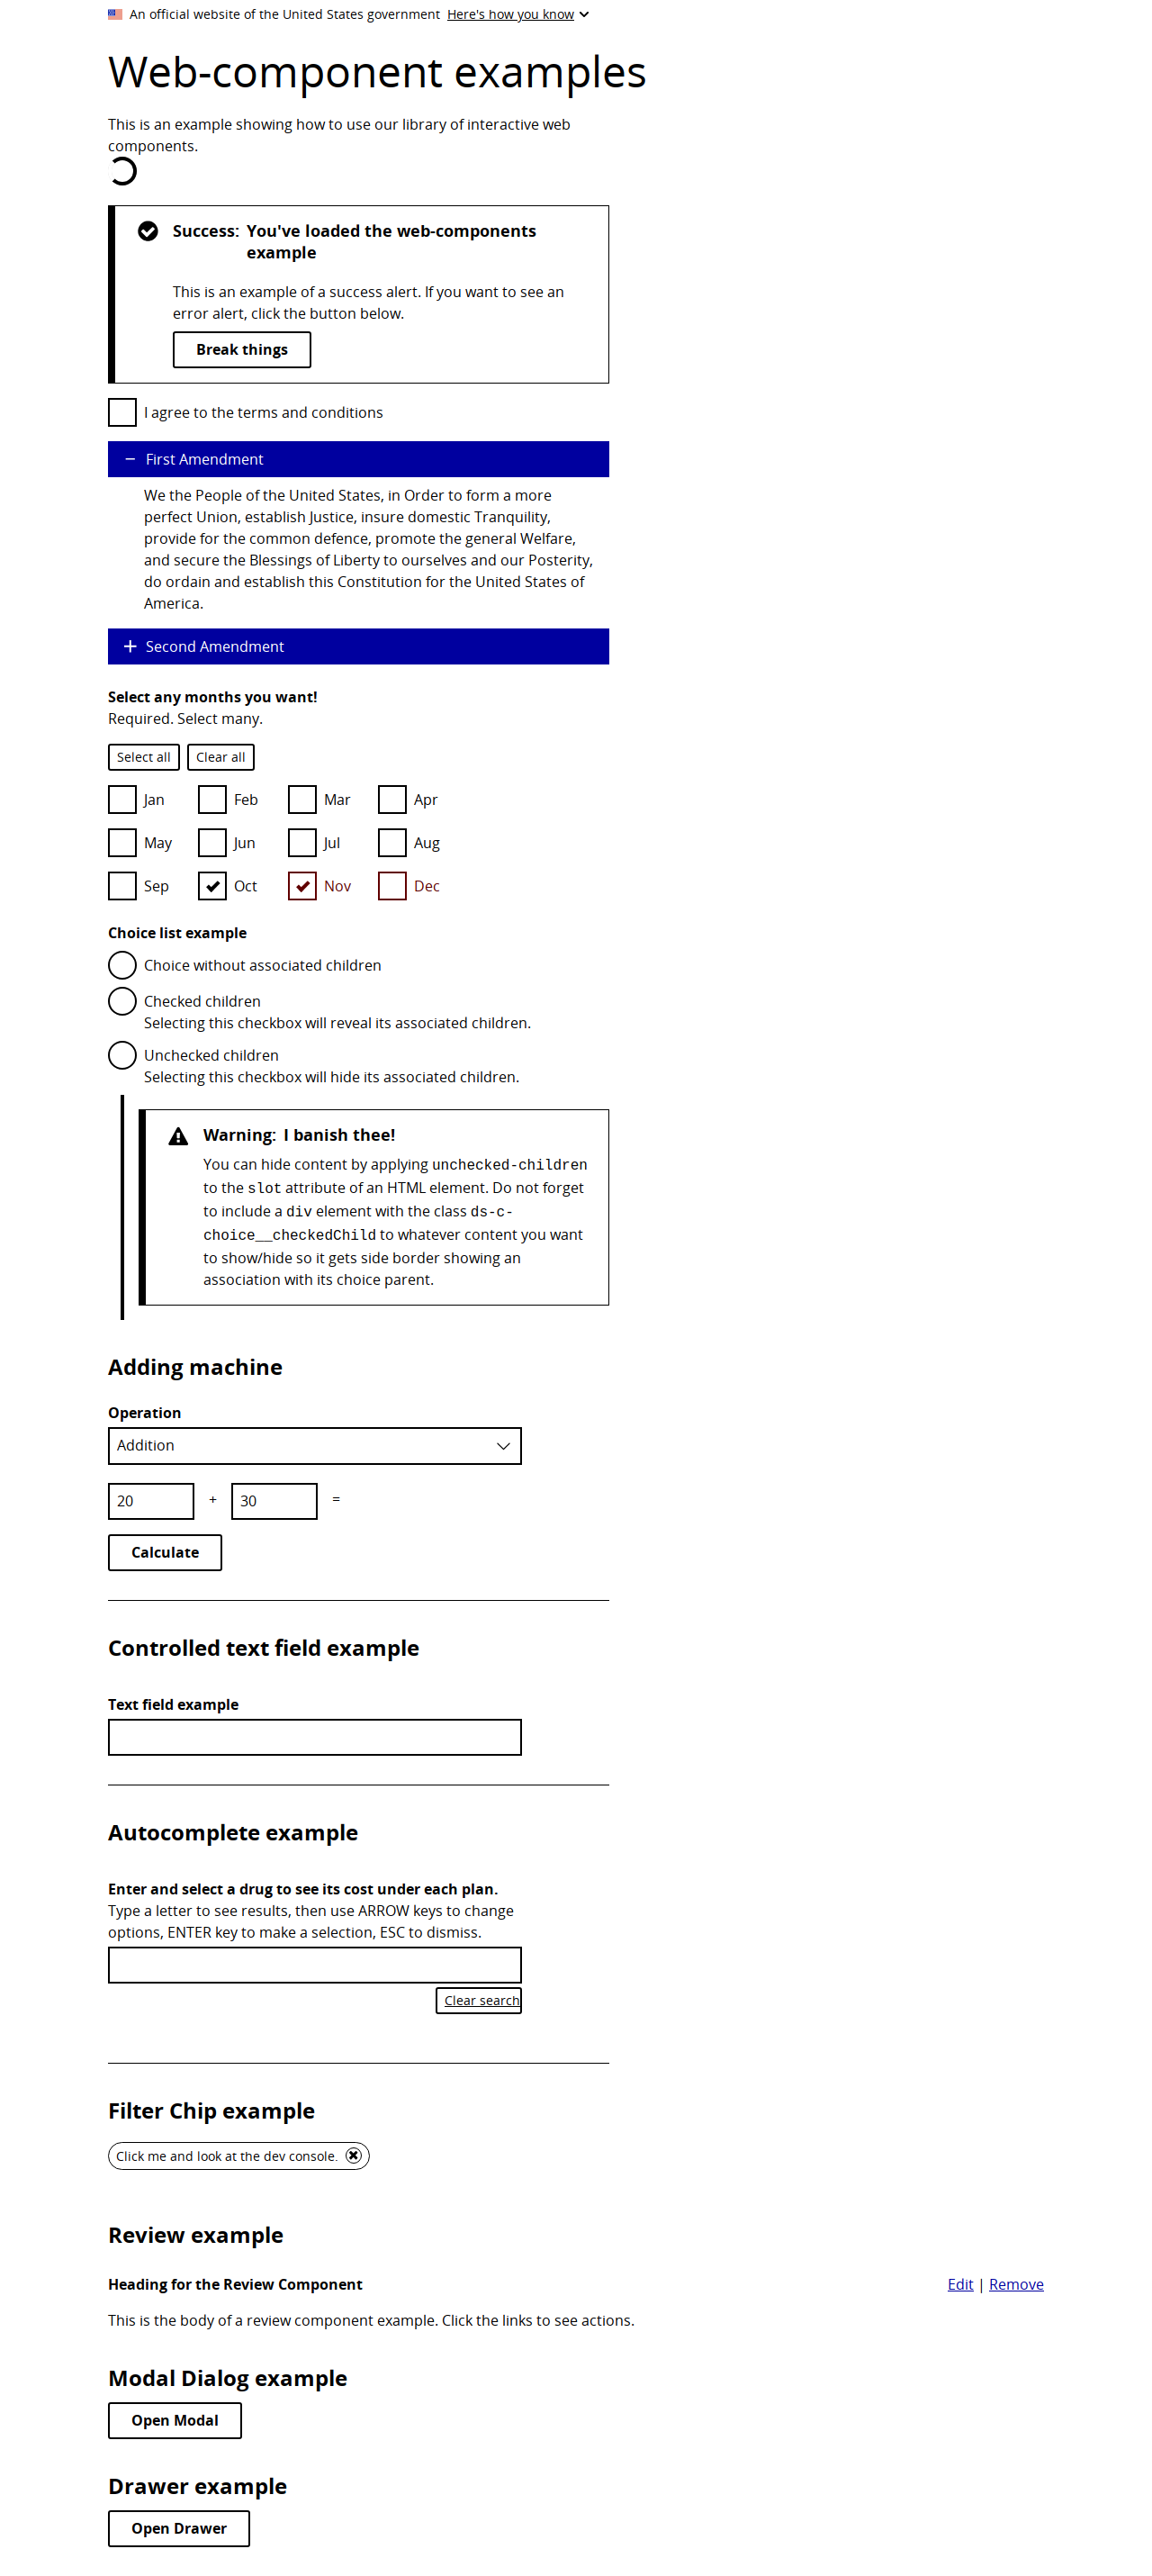 An official website of the United States government Here's how you know
Web-component examples
This is an example showing how to use our library of interactive web
components.
Success: You've loaded the web-components
example
This is an example of a success alert. If you want to see an
error alert, click the button below.
Break things
I agree to the terms and conditions
First Amendment
We the People of the United States, in Order to form a more
perfect Union, establish Justice, insure domestic Tranquility,
provide for the common defence, promote the general Welfare,
and secure the Blessings of Liberty to ourselves and our Posterity,
do ordain and establish this Constitution for the United States of
America.
Second Amendment
Select any months you want!
Required. Select many.
Select all Clear all
Jan Feb Mar Apr
May Jun Jul Aug
Sep Oct Nov Dec
Choice list example
Choice without associated children
Checked children
Selecting this checkbox will reveal its associated children.
Unchecked children
Selecting this checkbox will hide its associated children.
Warning: I banish thee!
You can hide content by applying unchecked-children
to the slot attribute of an HTML element. Do not forget
to include a div element with the class ds-c-
choice__checkedChild to whatever content you want
to show/hide so it gets side border showing an
association with its choice parent.
Adding machine
Operation
Addition
20 + 30 =
Calculate
Controlled text field example
Text field example
Autocomplete example
Enter and select a drug to see its cost under each plan.
Type a letter to see results, then use ARROW keys to change
options, ENTER key to make a selection, ESC to dismiss.
Clear search
Filter Chip example
Click me and look at the dev console.
Review example
Heading for the Review Component Edit | Remove
This is the body of a review component example. Click the links to see actions.
Modal Dialog example
Open Modal
Drawer example
Open Drawer